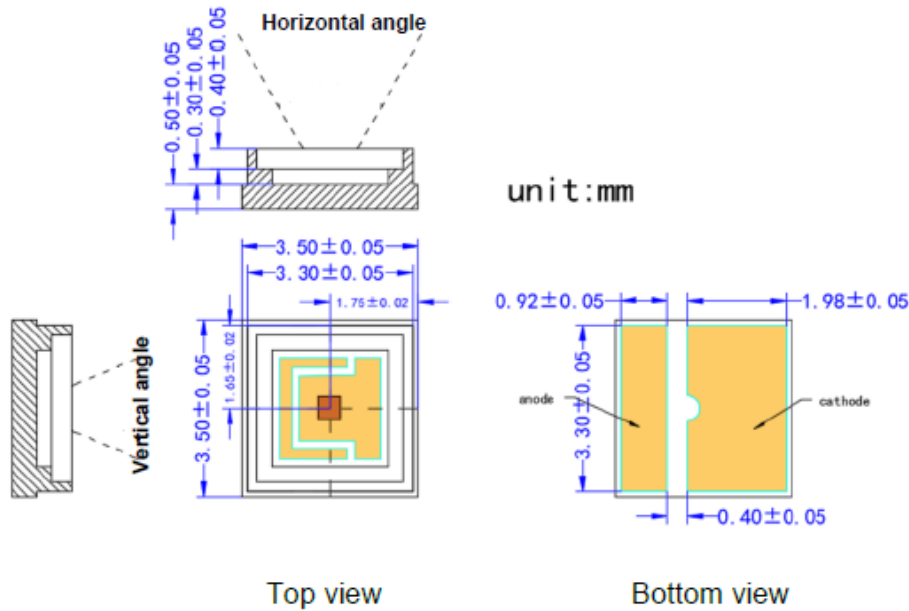 Horizontal angle
0.50±0.05
0.30±0.05
0.40±0.05
unit:mm
3.50±0.05
3.30±0.05
1.75±0.02
Vertical angle
3.50±0.05
1.65±0.02
0.92±0.05
1.98±0.05
3.30±0.05
anode
cathode
0.40±0.05
Top view
Bottom view